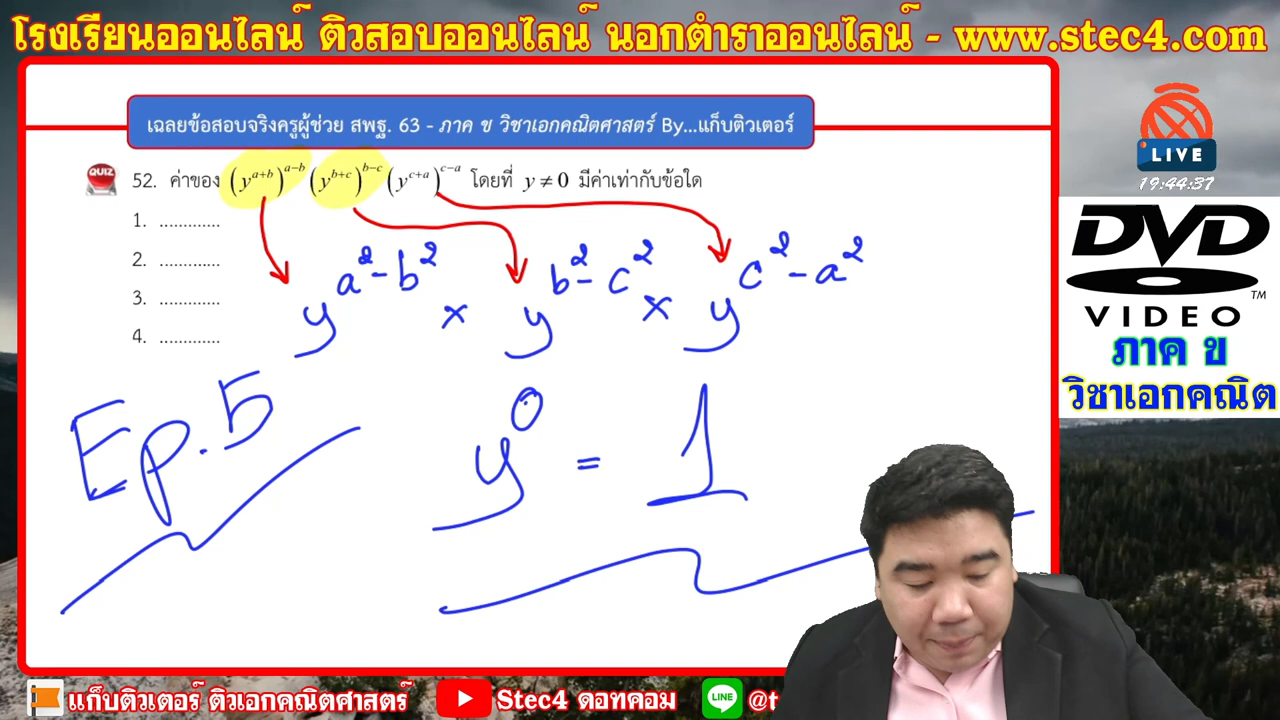 โรงเรียนออนไลน์ ติวสอบออนไลน์ นอกตำราออนไลน์ - www.stec4.com
เฉลยข้อสอบจริงครูผู้ช่วย สพฐ. 63 - ภาค ข วิชาเอกคณิตศาสตร์ By...แก็บติวเตอร์
QUIZ
52. ค่าของ (y^{a+b})^{a−b} (y^{b+c})^{b−c} (y^{c+a})^{c−a} โดยที่ y ≠ 0 มีค่าเท่ากับข้อใด
1. .............
2. .............
3. .............
4. .............
y^{a²−b²} × y^{b²−c²} × y^{c²−a²}
Ep.5
y⁰ = 1
LIVE
19:44:37
DVD
TM
VIDEO
ภาค ข
วิชาเอกคณิต
แก็บติวเตอร์ ติวเอกคณิตศาสตร์
Stec4 ดอทคอม
LINE
@t